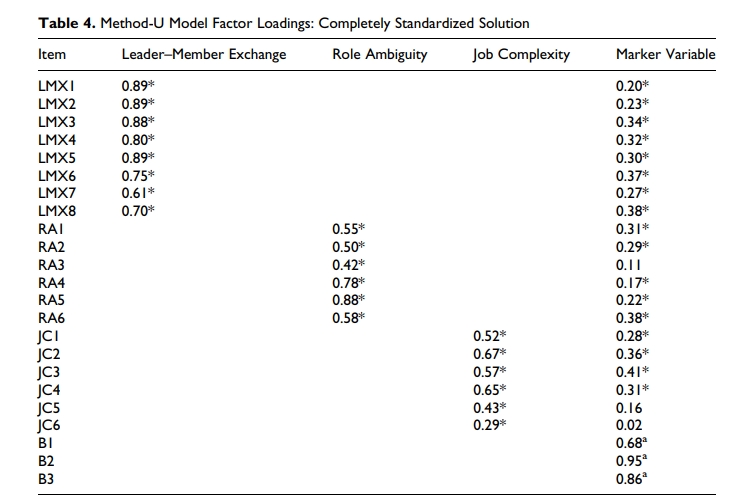 Table 4. Method-U Model Factor Loadings: Completely Standardized Solution
Item Leader–Member Exchange Role Ambiguity Job Complexity Marker Variable
LMX1 0.89* 0.20*
LMX2 0.89* 0.23*
LMX3 0.88* 0.34*
LMX4 0.80* 0.32*
LMX5 0.89* 0.30*
LMX6 0.75* 0.37*
LMX7 0.61* 0.27*
LMX8 0.70* 0.38*
RA1 0.55* 0.31*
RA2 0.50* 0.29*
RA3 0.42* 0.11
RA4 0.78* 0.17*
RA5 0.88* 0.22*
RA6 0.58* 0.38*
JC1 0.52* 0.28*
JC2 0.67* 0.36*
JC3 0.57* 0.41*
JC4 0.65* 0.31*
JC5 0.43* 0.16
JC6 0.29* 0.02
B1 0.68a
B2 0.95a
B3 0.86a